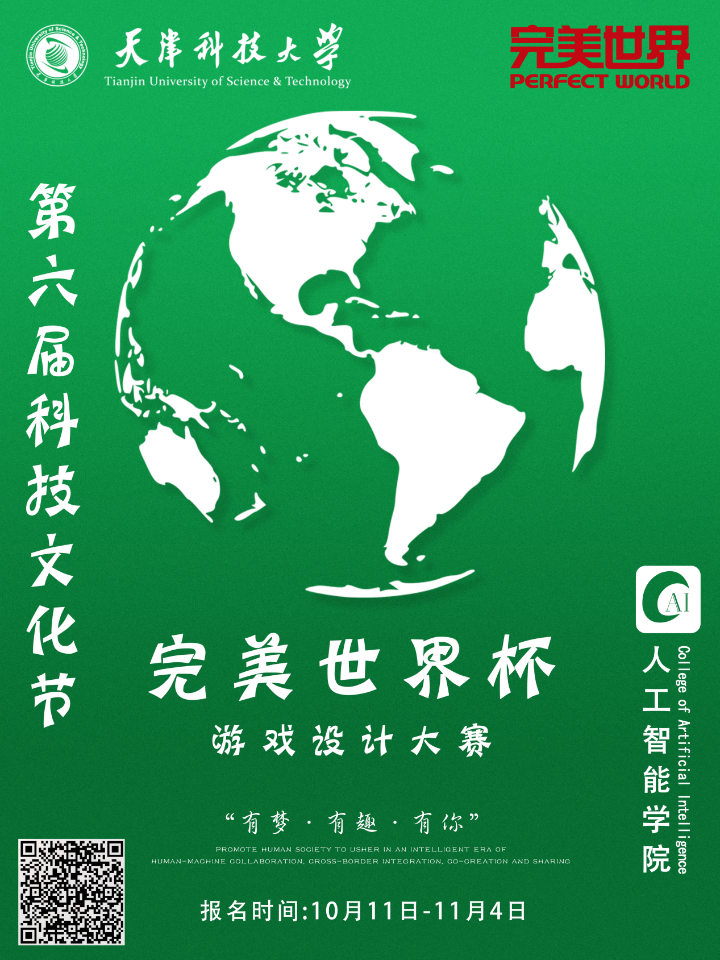 天津科技大学
Tianjin University of Science & Technology
完美世界
PERFECT WORLD
第六届科技文化节
完美世界杯
游戏设计大赛
“有梦·有趣·有你”
PROMOTE HUMAN SOCIETY TO USHER IN AN INTELLIGENT ERA OF
HUMAN-MACHINE COLLABORATION, CROSS-BORDER INTEGRATION, CO-CREATION AND SHARING
报名时间:10月11日-11月4日
AI
人工智能学院
College of Artificial Intelligence